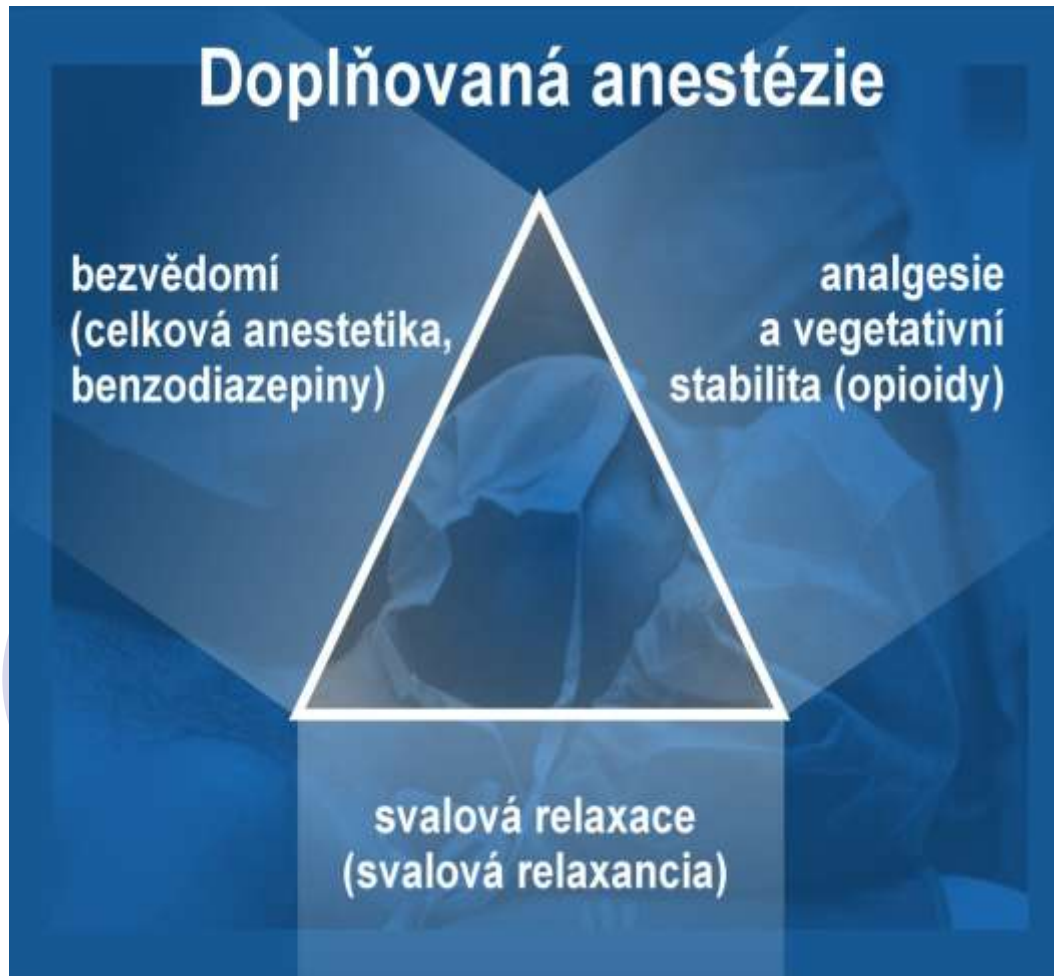 Doplňovaná anestézie
bezvědomí
(celková anestetika,
benzodiazepiny)
analgesie
a vegetativní
stabilita (opioidy)
svalová relaxace
(svalová relaxancia)